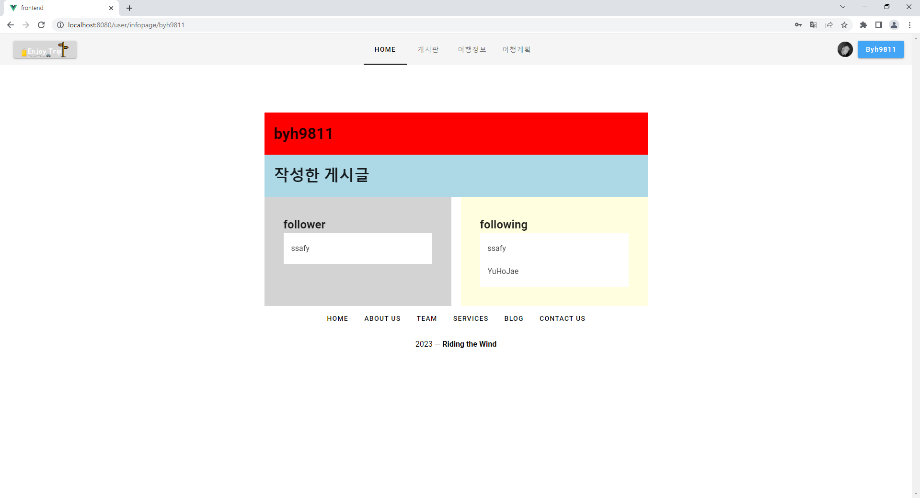 frontend
localhost:8080/user/infopage/byh9811
Enjoy
HOME 게시판 여행정보 여행계획
Byh9811
byh9811
작성한 게시글
follower
ssafy
following
ssafy
YuHoJae
HOME ABOUT US TEAM SERVICES BLOG CONTACT US
2023 — Riding the Wind